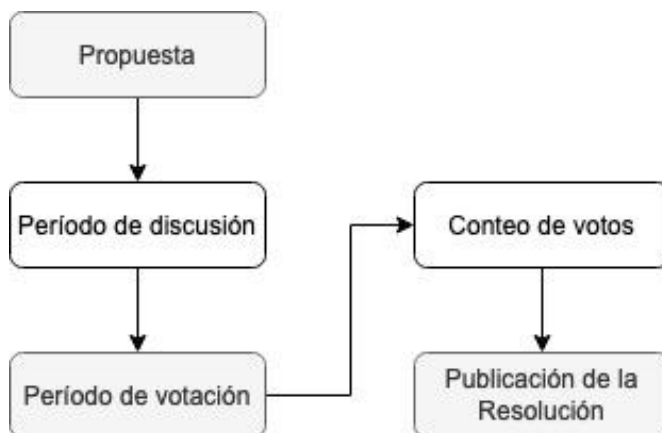 Propuesta
Período de discusión
Período de votación
Conteo de votos
Publicación de la
Resolución